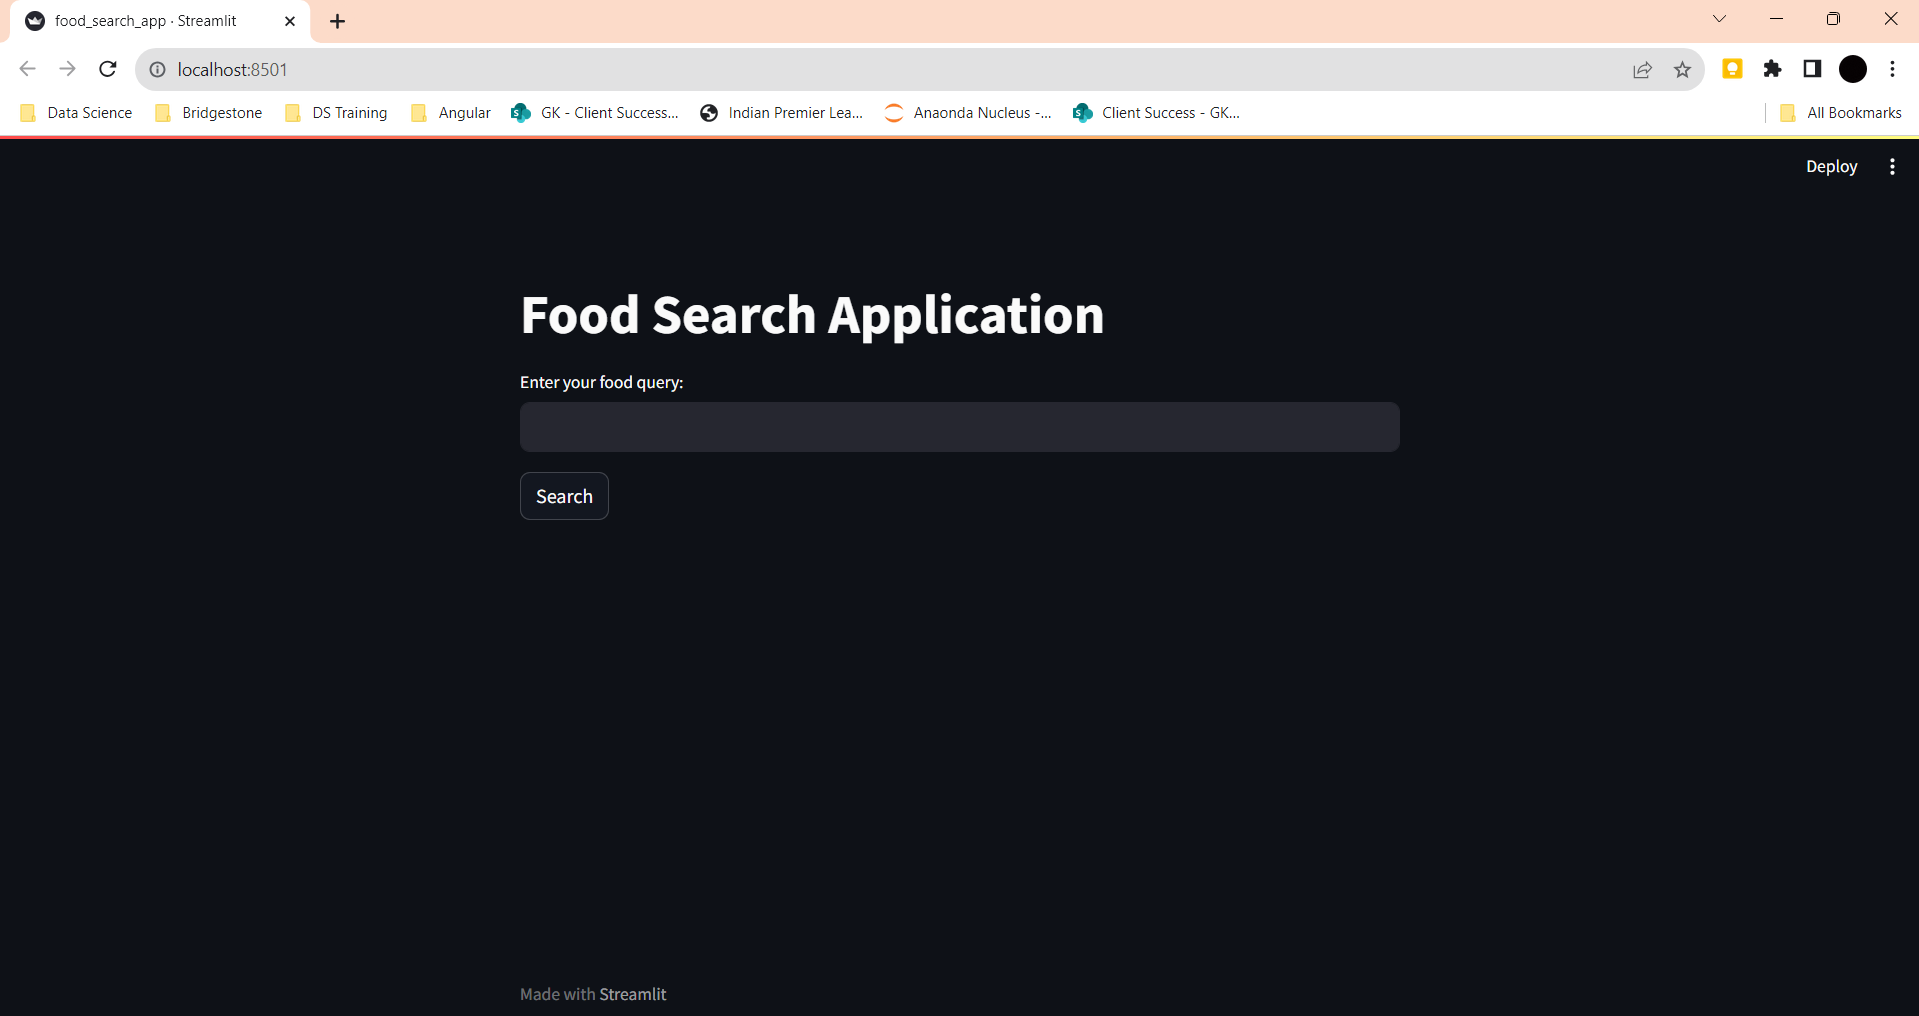 food_search_app · Streamlit
localhost:8501
Data Science Bridgestone DS Training Angular GK - Client Success... Indian Premier Lea... Anaonda Nucleus -... Client Success - GK... All Bookmarks
Deploy
Food Search Application
Enter your food query:
Search
Made with Streamlit